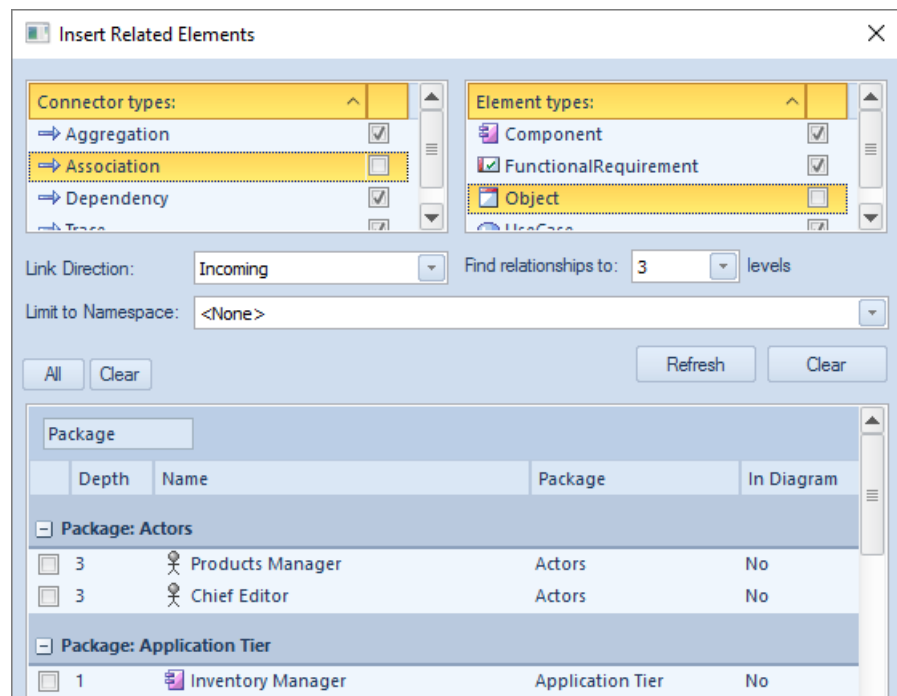 Insert Related Elements
Connector types:
Aggregation
Association
Dependency
Trace
Element types:
Component
FunctionalRequirement
Object
UseCase
Link Direction: Incoming
Find relationships to: 3 levels
Limit to Namespace: <None>
All Clear
Refresh Clear
Package
Depth Name Package In Diagram
Package: Actors
3 Products Manager Actors No
3 Chief Editor Actors No
Package: Application Tier
1 Inventory Manager Application Tier No